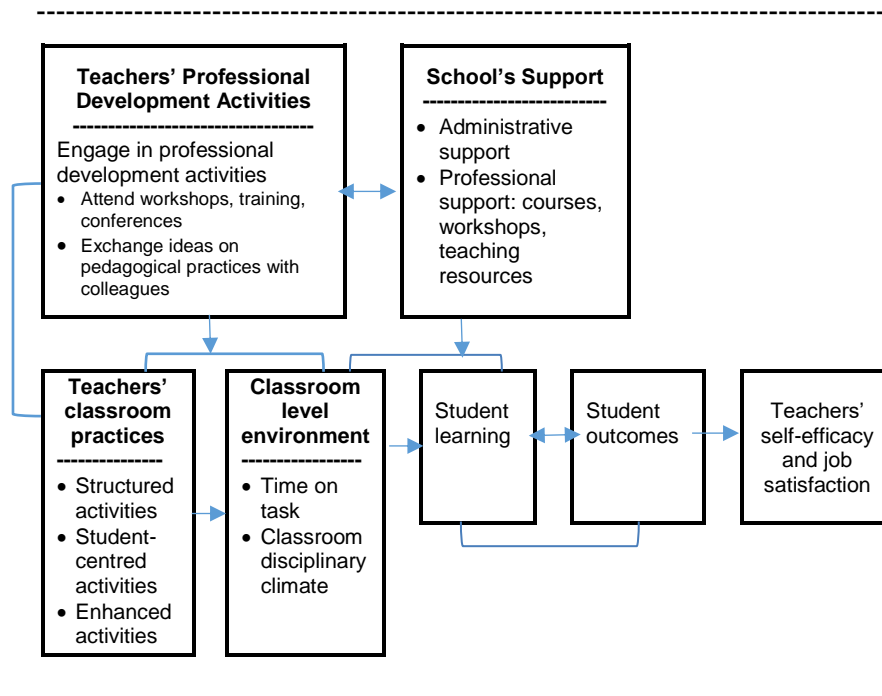 Teachers' Professional
Development Activities
Engage in professional
development activities
• Attend workshops, training,
conferences
• Exchange ideas on
pedagogical practices with
colleagues
School's Support
• Administrative
support
• Professional
support: courses,
workshops,
teaching
resources
Teachers'
classroom
practices
• Structured
activities
• Student-
centred
activities
• Enhanced
activities
Classroom
level
environment
• Time on
task
• Classroom
disciplinary
climate
Student
learning
Student
outcomes
Teachers'
self-efficacy
and job
satisfaction